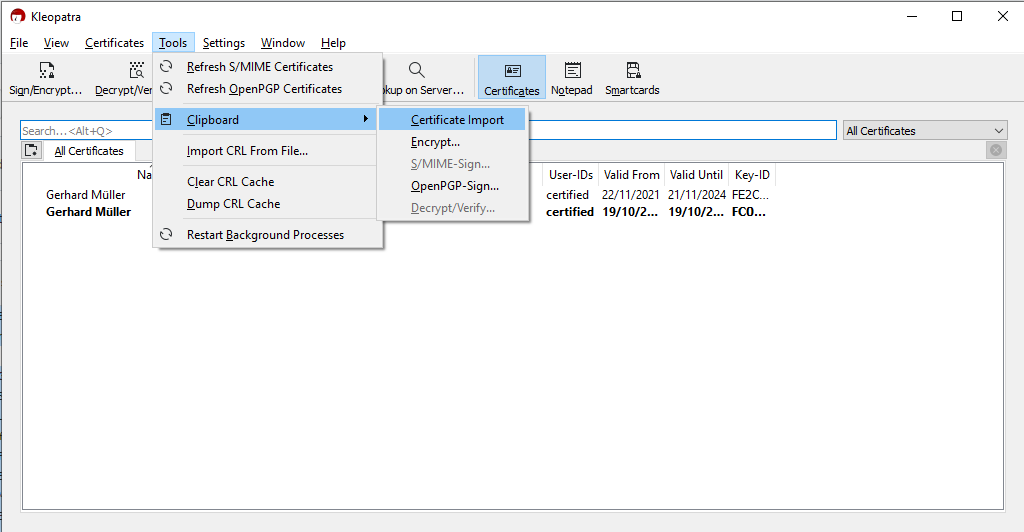 Kleopatra
File View Certificates Tools Settings Window Help
Sign/Encrypt... Decrypt/Ver on Server... Certificates Notepad Smartcards
Refresh S/MIME Certificates
Refresh OpenPGP Certificates
Clipboard
Import CRL From File...
Clear CRL Cache
Dump CRL Cache
Restart Background Processes
Certificate Import
Encrypt...
S/MIME-Sign...
OpenPGP-Sign...
Decrypt/Verify...
Search...<Alt+Q> All Certificates
All Certificates
Na User-IDs Valid From Valid Until Key-ID
Gerhard Müller certified 22/11/2021 21/11/2024 FE2C...
Gerhard Müller certified 19/10/2... 19/10/2... FC0...